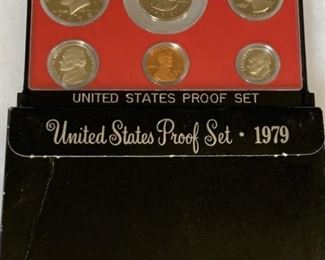 UNITED STATES PROOF SET
United States Proof Set · 1979